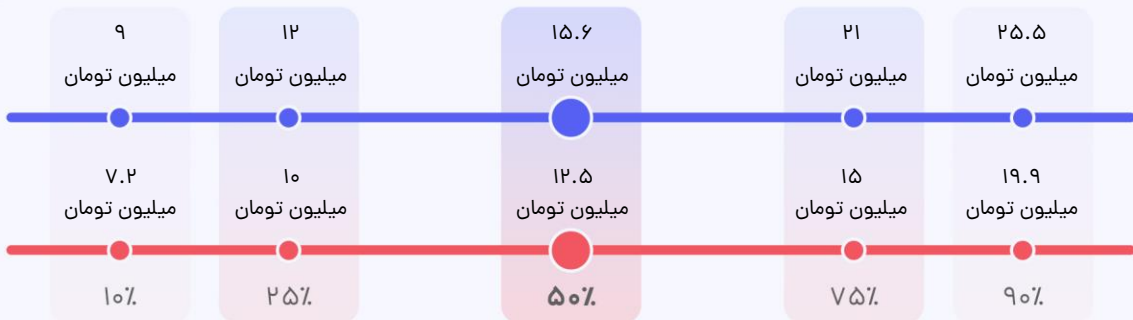 ۹
میلیون تومان
۱۲
میلیون تومان
۱۵.۶
میلیون تومان
۲۱
میلیون تومان
۲۵.۵
میلیون تومان
۷.۲
میلیون تومان
۱۰
میلیون تومان
۱۲.۵
میلیون تومان
۱۵
میلیون تومان
۱۹.۹
میلیون تومان
۱۰٪
۲۵٪
۵۰٪
۷۵٪
۹۰٪